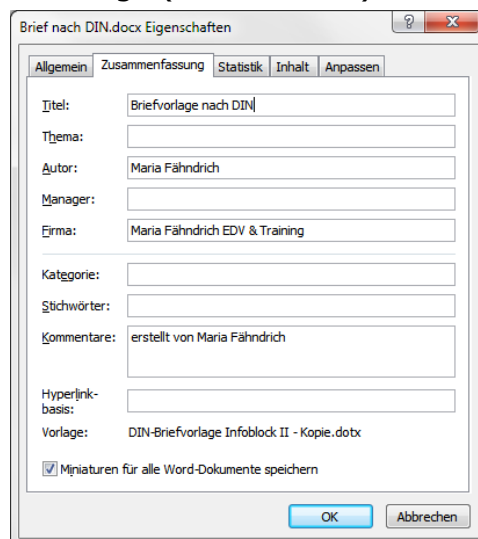 Brief nach DIN.docx Eigenschaften
Allgemein Zusammenfassung Statistik Inhalt Anpassen
Titel: Briefvorlage nach DIN
Thema:
Autor: Maria Fähndrich
Manager:
Firma: Maria Fähndrich EDV & Training
Kategorie:
Stichwörter:
Kommentare: erstellt von Maria Fähndrich
Hyperlink-
basis:
Vorlage: DIN-Briefvorlage Infoblock II - Kopie.dotx
Miniaturen für alle Word-Dokumente speichern
OK Abbrechen